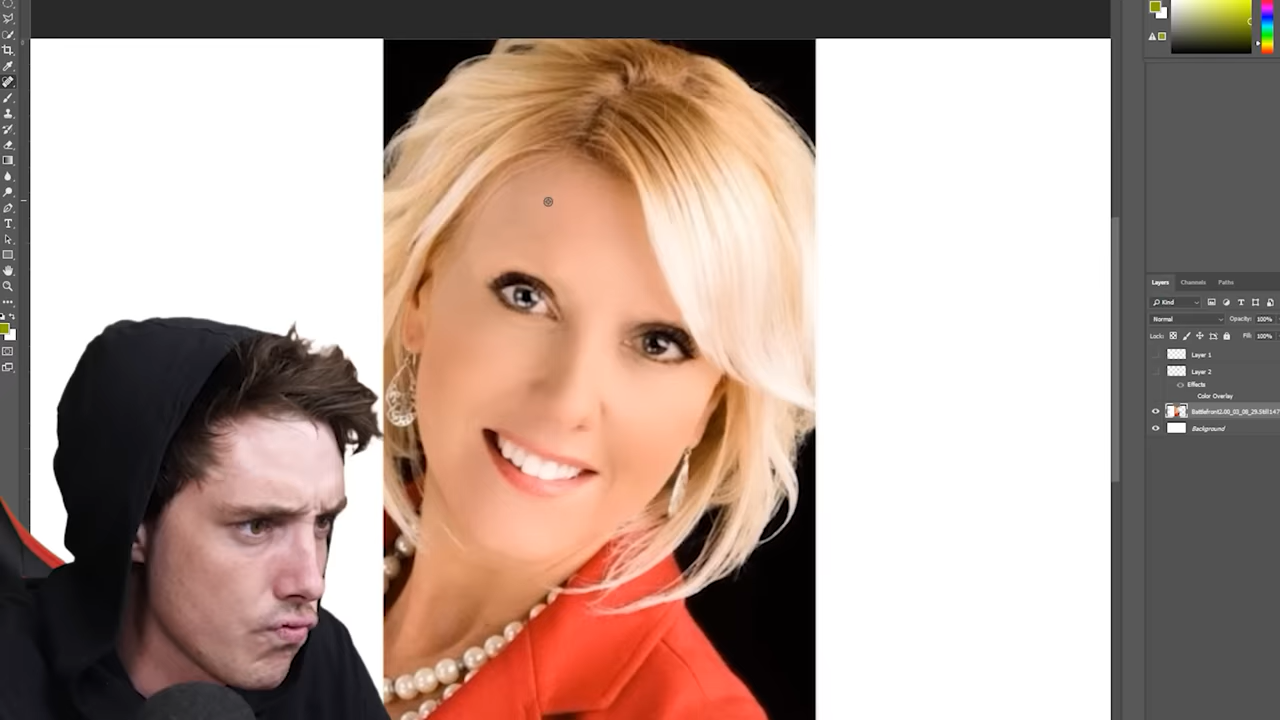 Layers Channels Paths
Kind
Normal Opacity: 100%
Lock: Fill: 100%
Layer 1
Layer 2
Effects
Color Overlay
Background